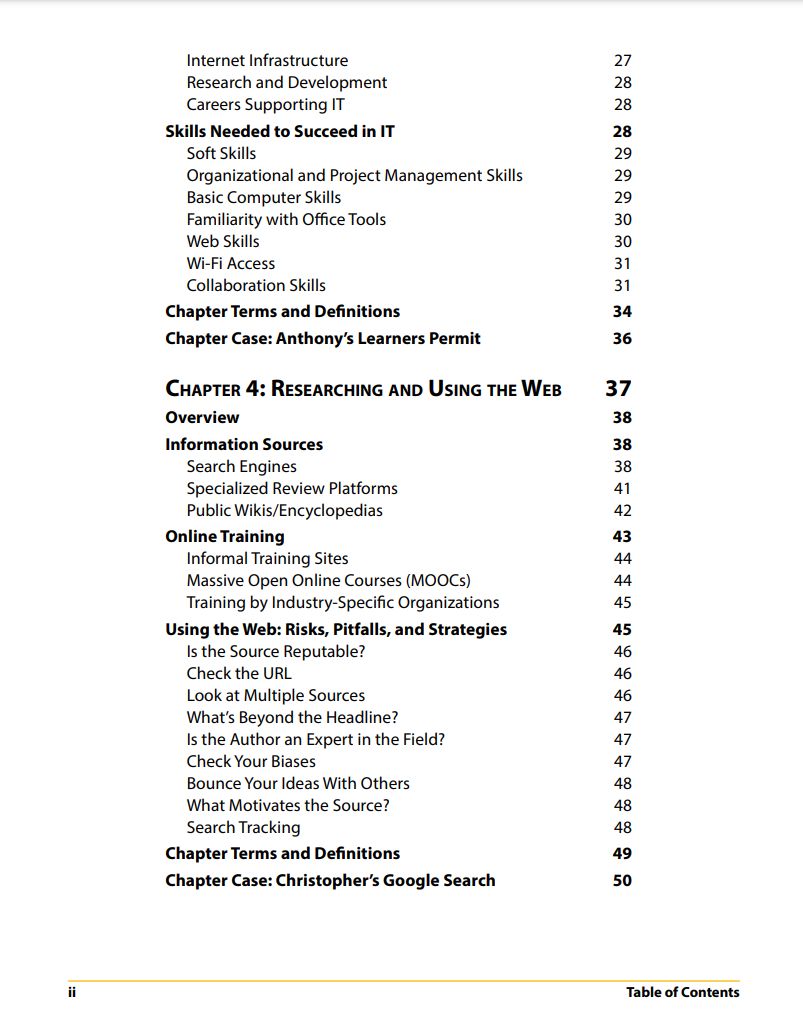 Internet Infrastructure 27
Research and Development 28
Careers Supporting IT 28
Skills Needed to Succeed in IT 28
Soft Skills 29
Organizational and Project Management Skills 29
Basic Computer Skills 29
Familiarity with Office Tools 30
Web Skills 30
Wi-Fi Access 31
Collaboration Skills 31
Chapter Terms and Definitions 34
Chapter Case: Anthony’s Learners Permit 36
Chapter 4: Researching and Using the Web 37
Overview 38
Information Sources 38
Search Engines 38
Specialized Review Platforms 41
Public Wikis/Encyclopedias 42
Online Training 43
Informal Training Sites 44
Massive Open Online Courses (MOOCs) 44
Training by Industry-Specific Organizations 45
Using the Web: Risks, Pitfalls, and Strategies 45
Is the Source Reputable? 46
Check the URL 46
Look at Multiple Sources 46
What’s Beyond the Headline? 47
Is the Author an Expert in the Field? 47
Check Your Biases 47
Bounce Your Ideas With Others 48
What Motivates the Source? 48
Search Tracking 48
Chapter Terms and Definitions 49
Chapter Case: Christopher’s Google Search 50
ii Table of Contents